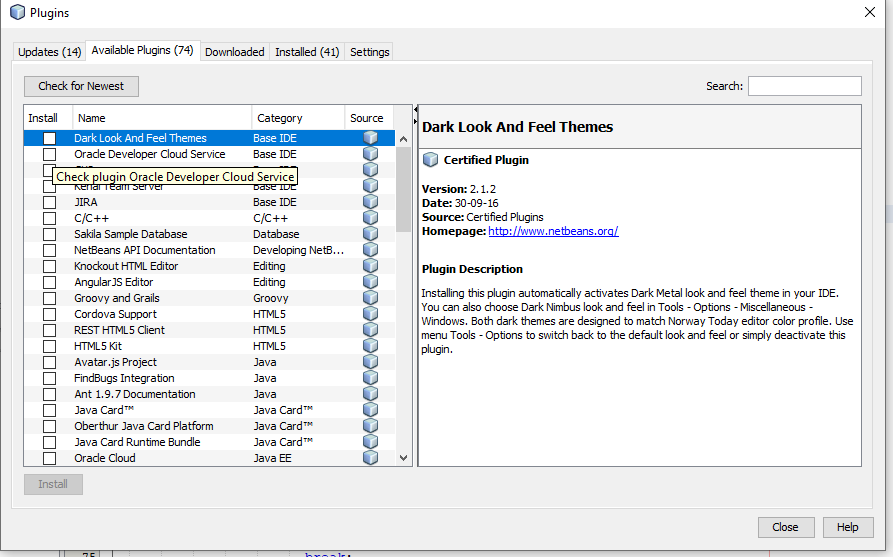 Plugins
Updates (14) Available Plugins (74) Downloaded Installed (41) Settings
Check for Newest Search:
Install Name Category Source
Dark Look And Feel Themes Base IDE
Oracle Developer Cloud Service Base IDE
Base IDE
Check plugin Oracle Developer Cloud Service
Kenai Team Server Base IDE
JIRA Base IDE
C/C++ C/C++
Sakila Sample Database Database
NetBeans API Documentation Developing NetB...
Knockout HTML Editor Editing
AngularJS Editor Editing
Groovy and Grails Groovy
Cordova Support HTML5
REST HTML5 Client HTML5
HTML5 Kit HTML5
Avatar.js Project Java
FindBugs Integration Java
Ant 1.9.7 Documentation Java
Java Card™ Java Card™
Oberthur Java Card Platform Java Card™
Java Card Runtime Bundle Java Card™
Oracle Cloud Java EE
Dark Look And Feel Themes
Certified Plugin
Version: 2.1.2
Date: 30-09-16
Source: Certified Plugins
Homepage: http://www.netbeans.org/
Plugin Description
Installing this plugin automatically activates Dark Metal look and feel theme in your IDE.
You can also choose Dark Nimbus look and feel in Tools - Options - Miscellaneous -
Windows. Both dark themes are designed to match Norway Today editor color profile. Use
menu Tools - Options to switch back to the default look and feel or simply deactivate this
plugin.
Install
Close Help
75 break;